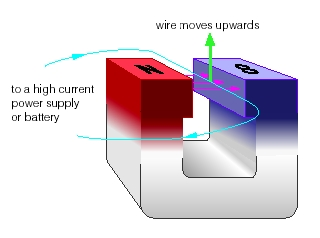 wire moves upwards
N
S
to a high current
power supply
or battery